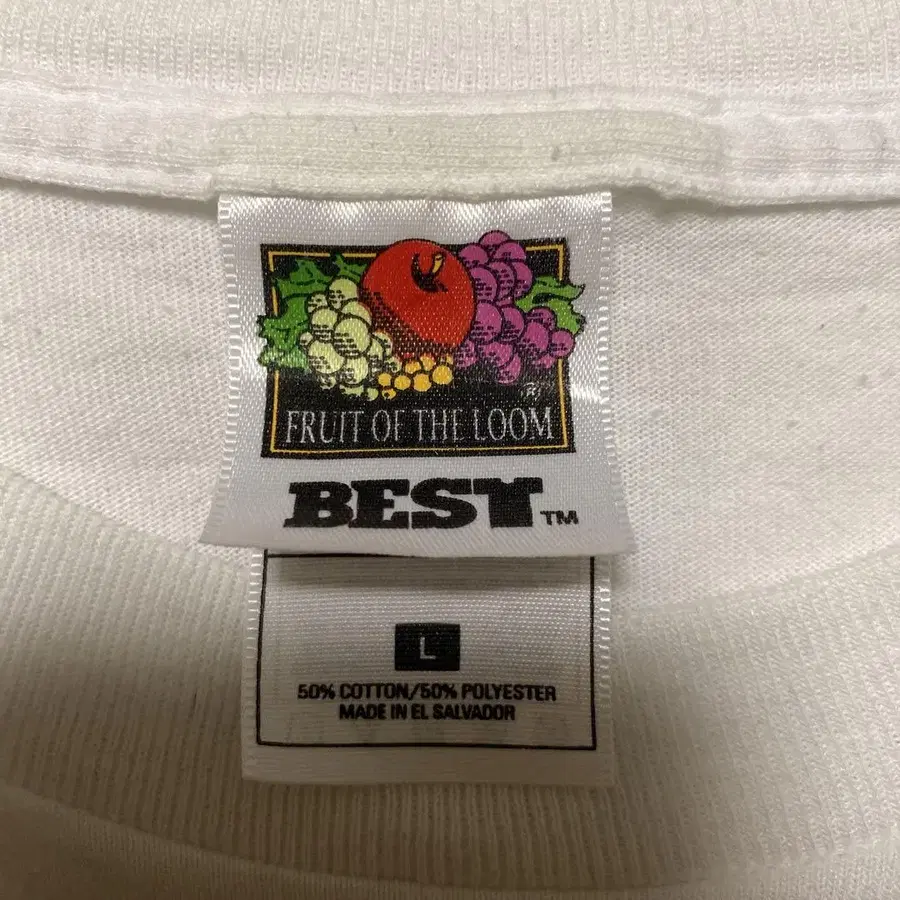 ®
FRUIT OF THE LOOM
BEST™
L
50% COTTON/50% POLYESTER
MADE IN EL SALVADOR